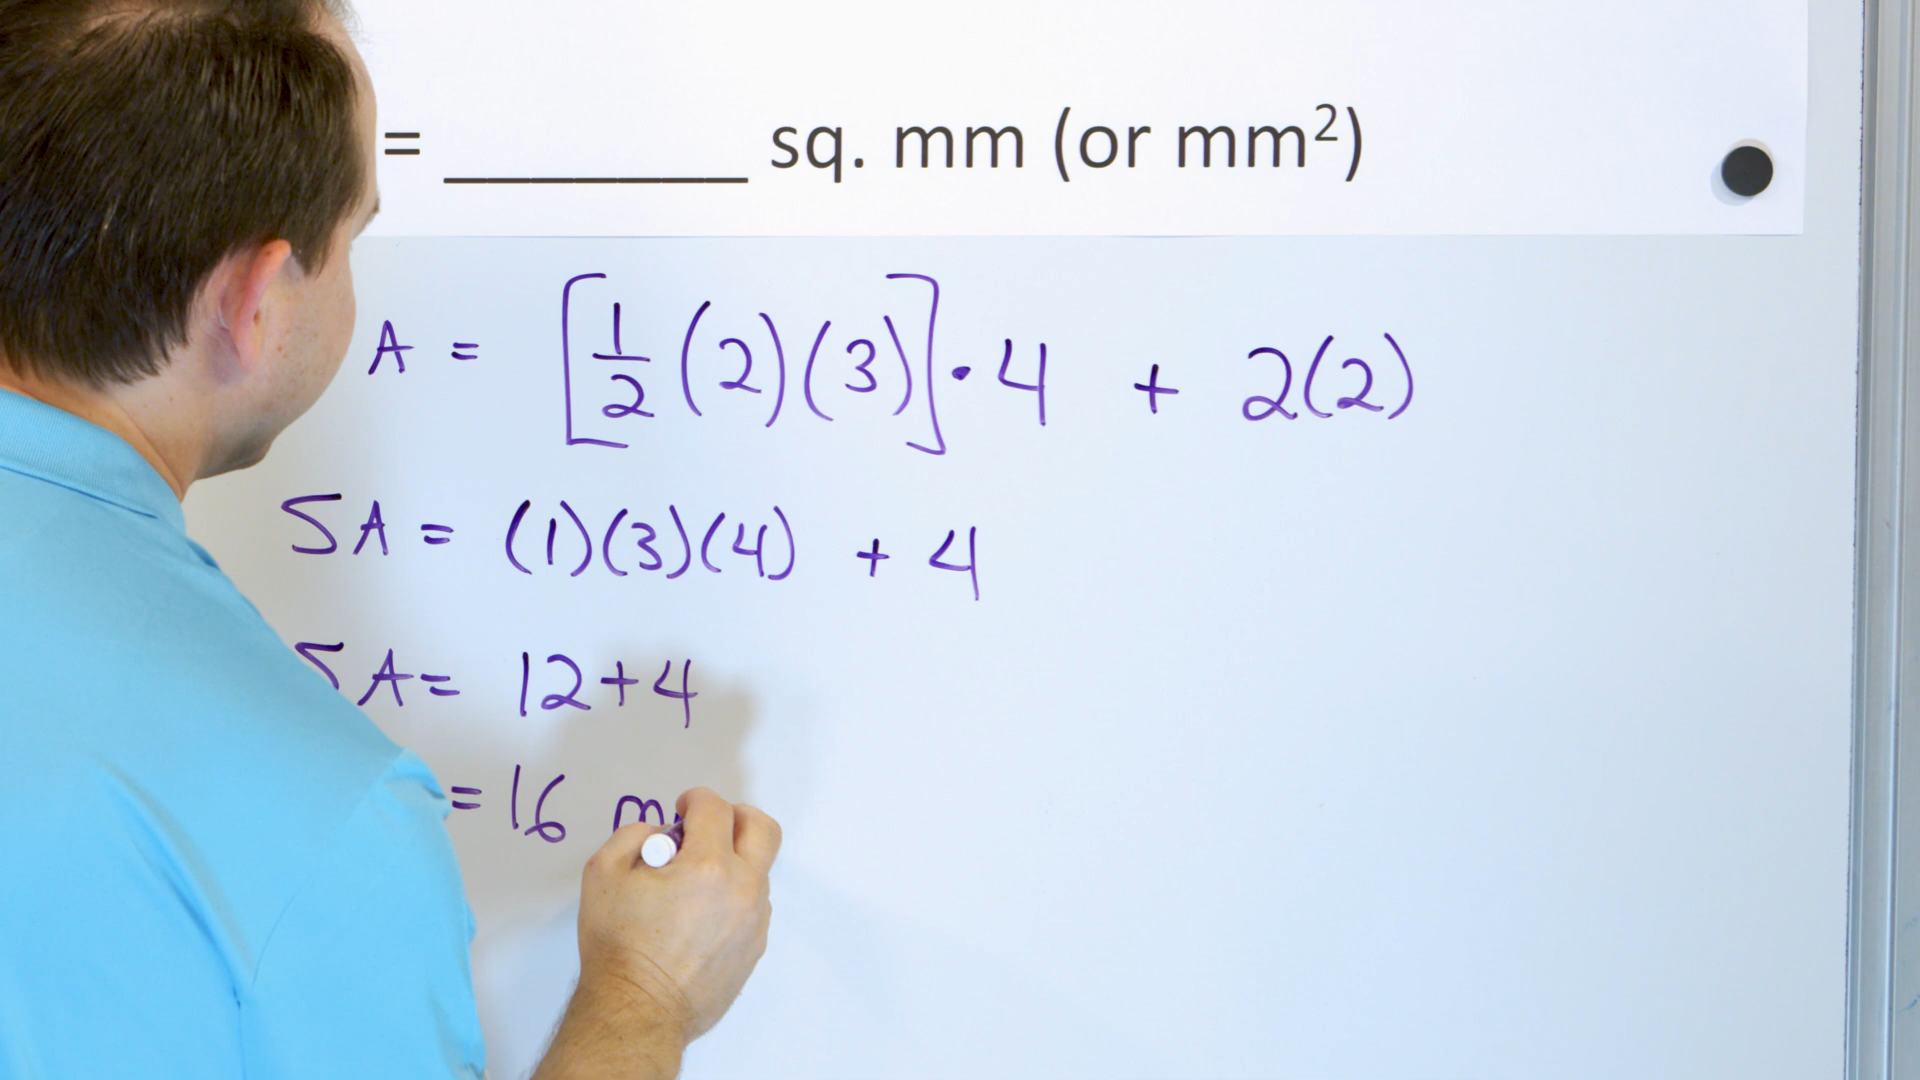 = _______ sq. mm (or mm²)
A = [1/2 (2)(3)] · 4 + 2(2)
SA = (1)(3)(4) + 4
SA = 12+4
= 16 m